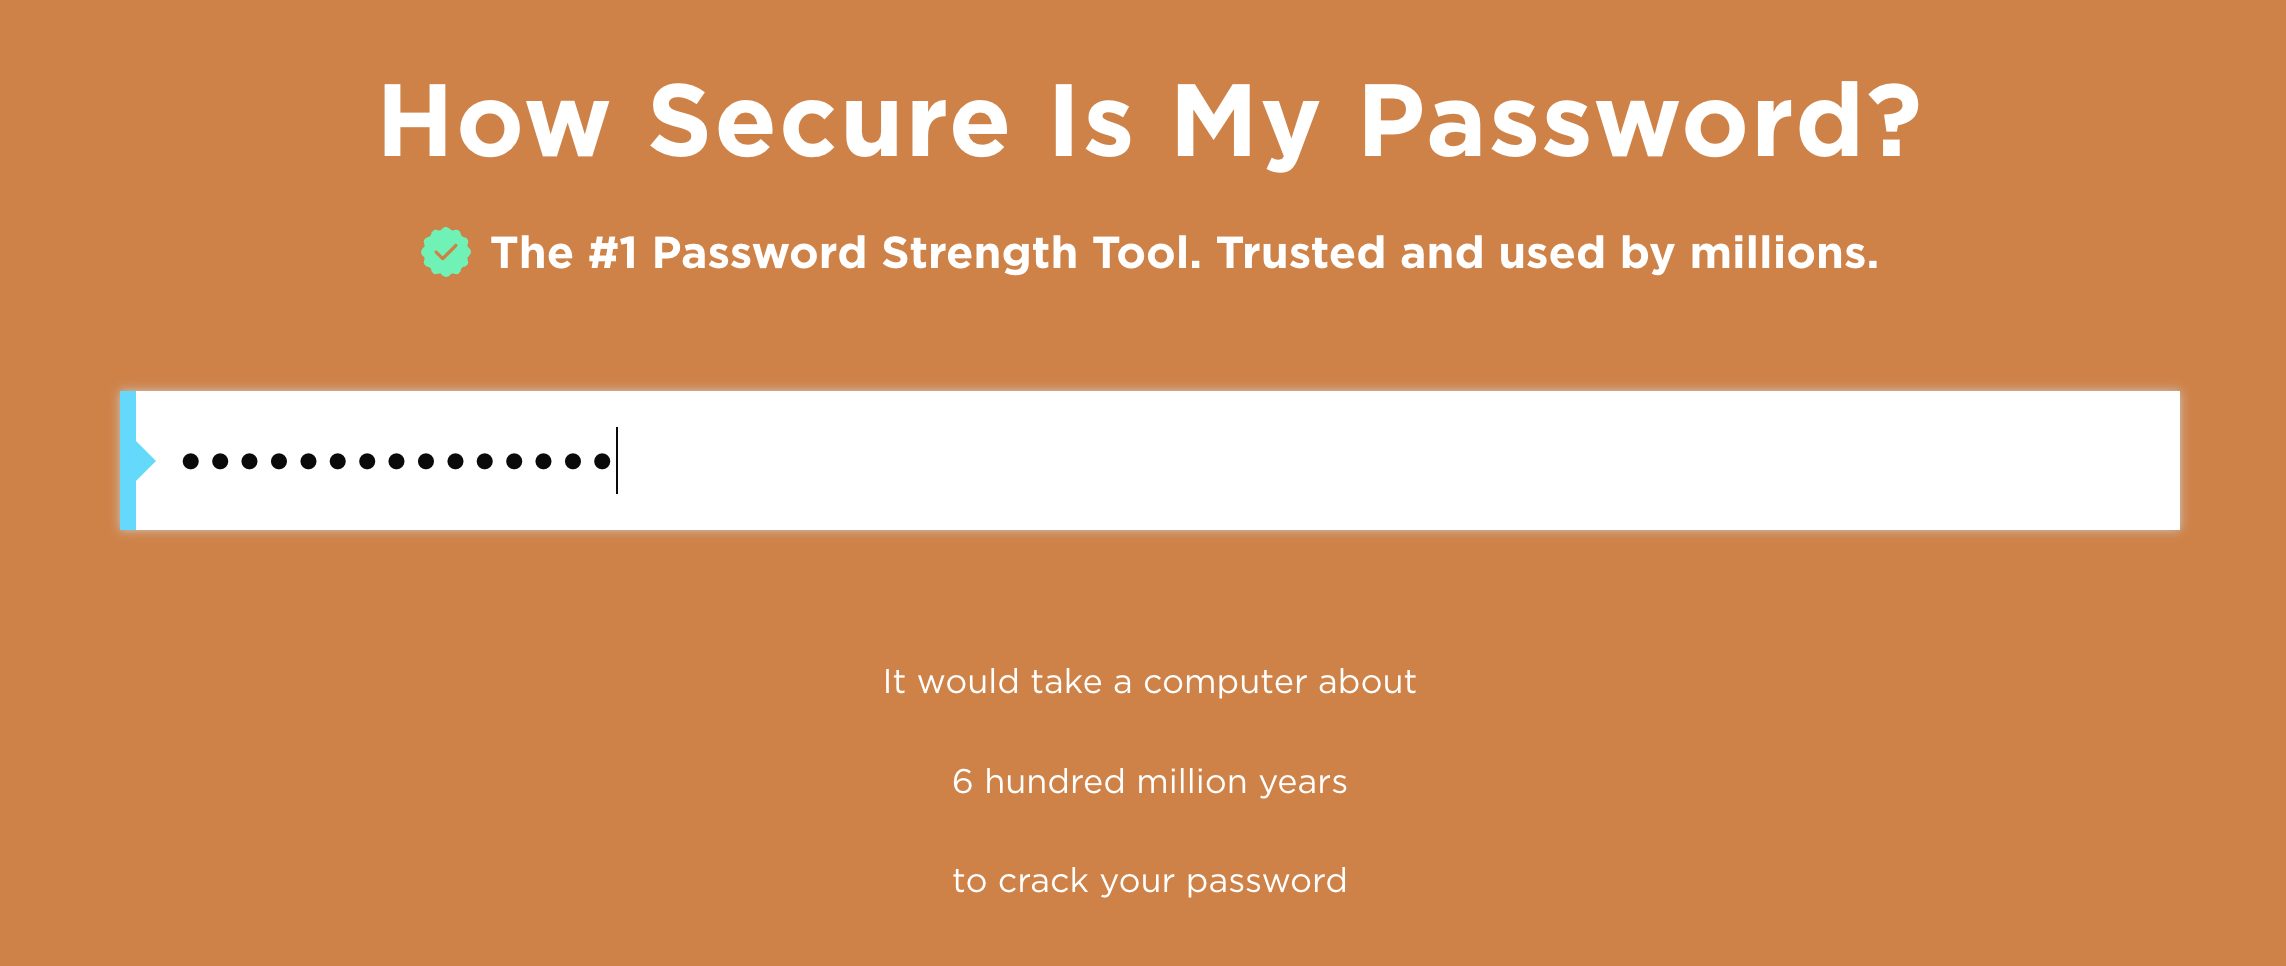 How Secure Is My Password?
The #1 Password Strength Tool. Trusted and used by millions.
•••••••••••••••
It would take a computer about
6 hundred million years
to crack your password